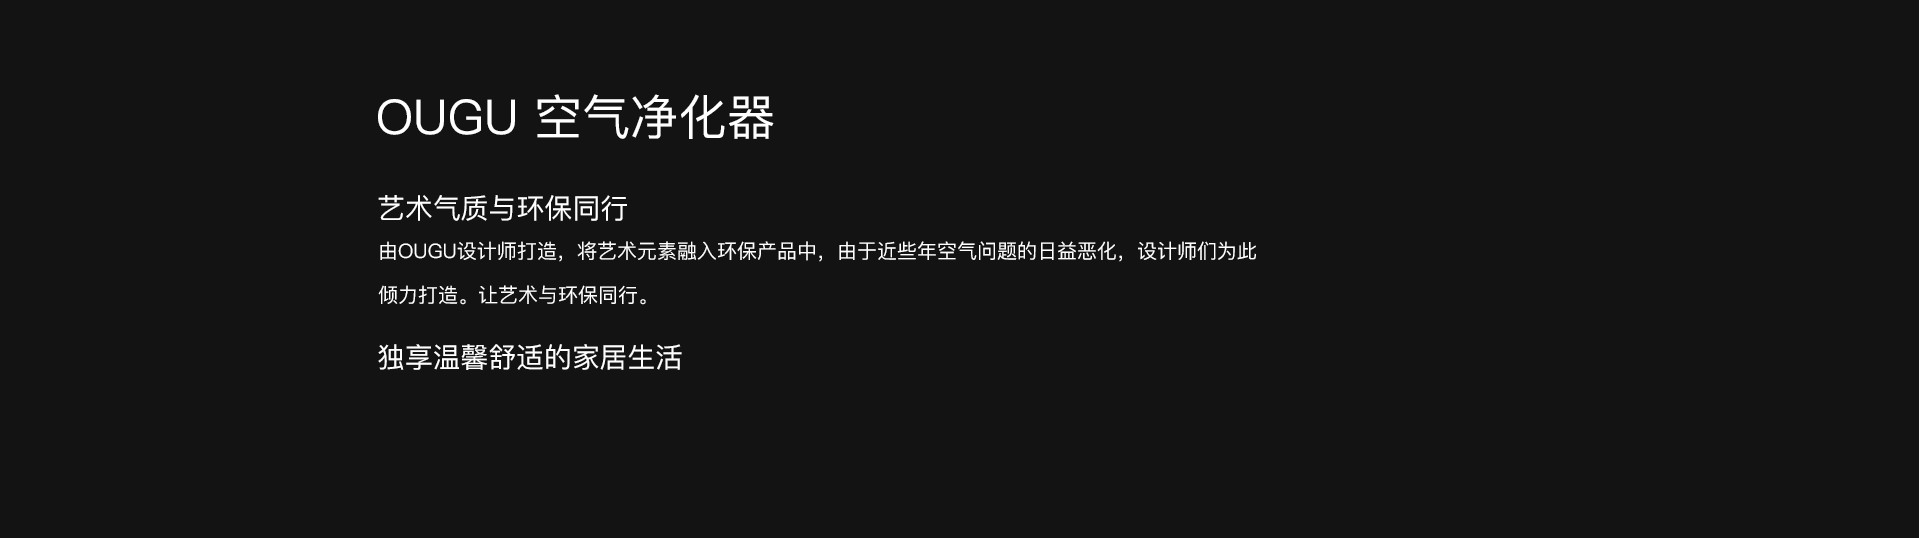 OUGU 空气净化器
艺术气质与环保同行
由OUGU设计师打造，将艺术元素融入环保产品中，由于近些年空气问题的日益恶化，设计师们为此
倾力打造。让艺术与环保同行。
独享温馨舒适的家居生活